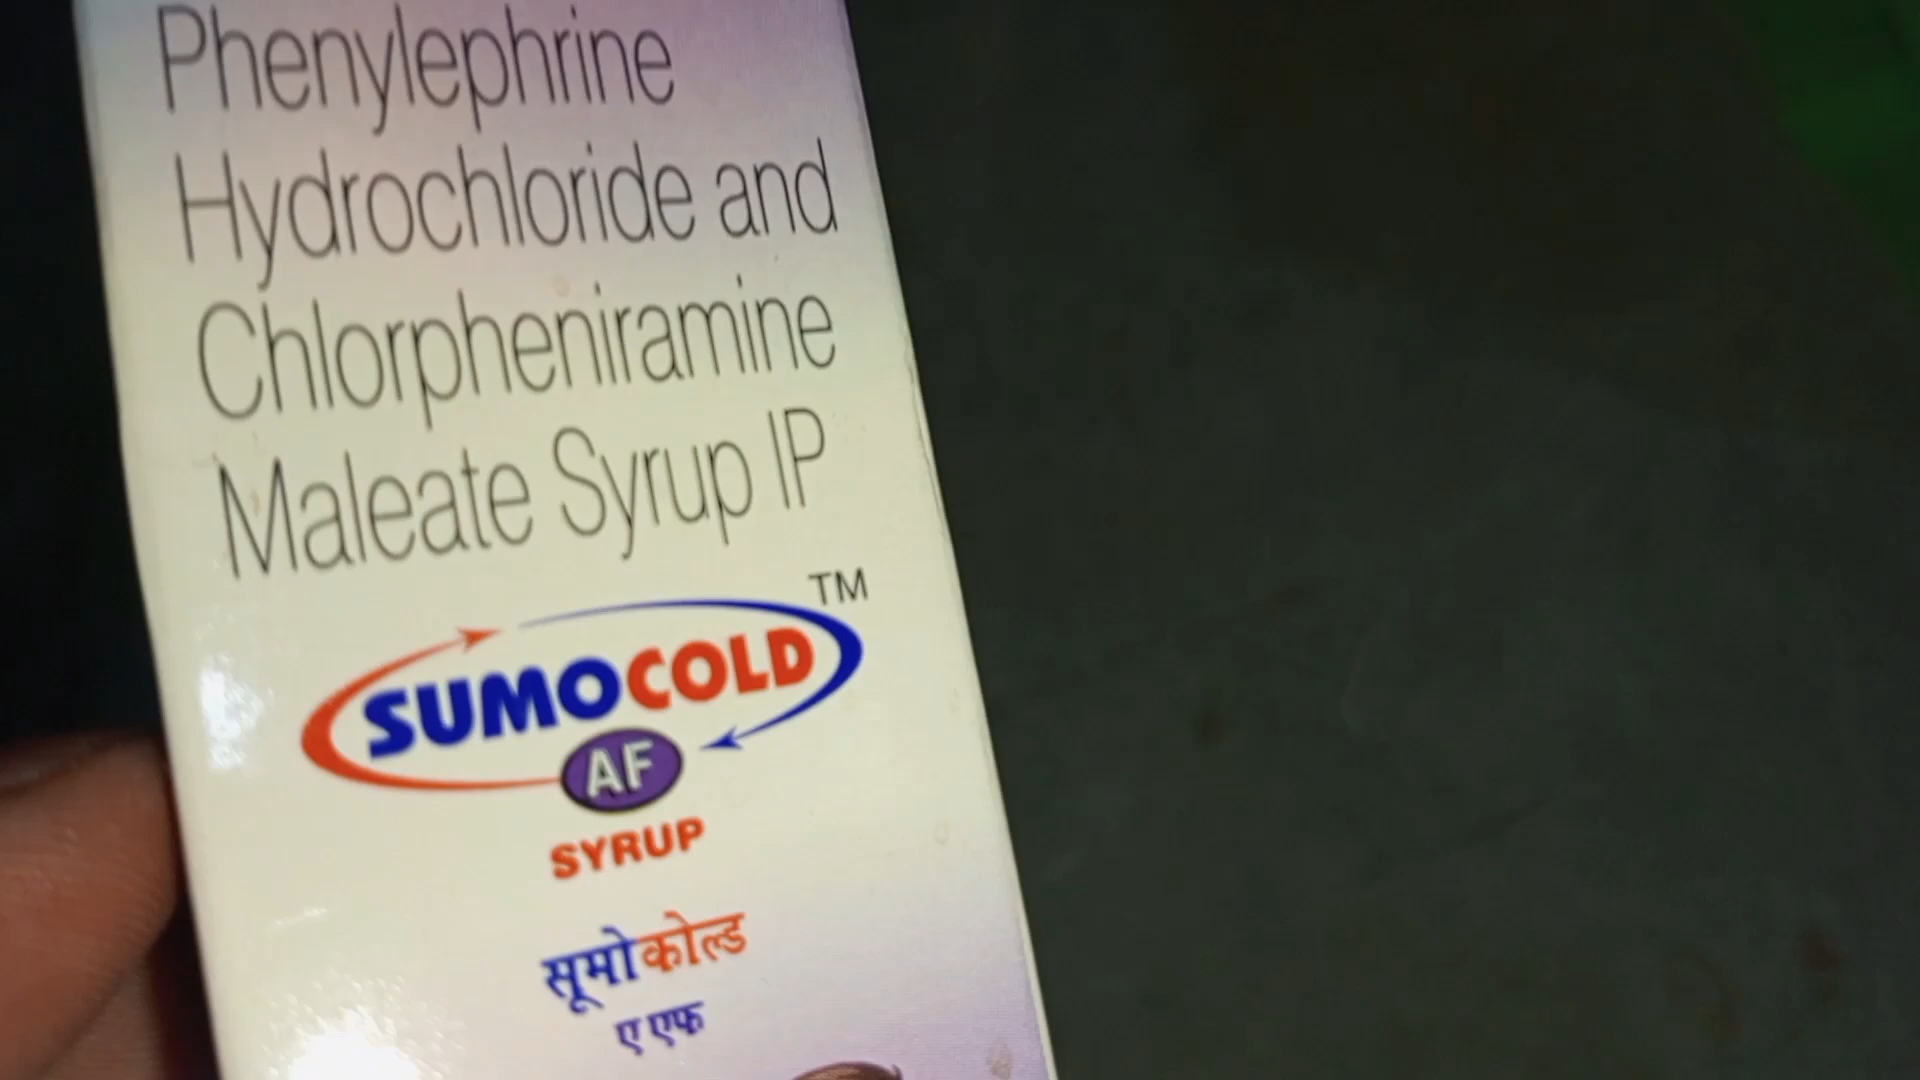 Phenylephrine
Hydrochloride and
Chlorpheniramine
Maleate Syrup IP
SUMOCOLD TM
AF
SYRUP
सूमोकोल्ड
ए एफ